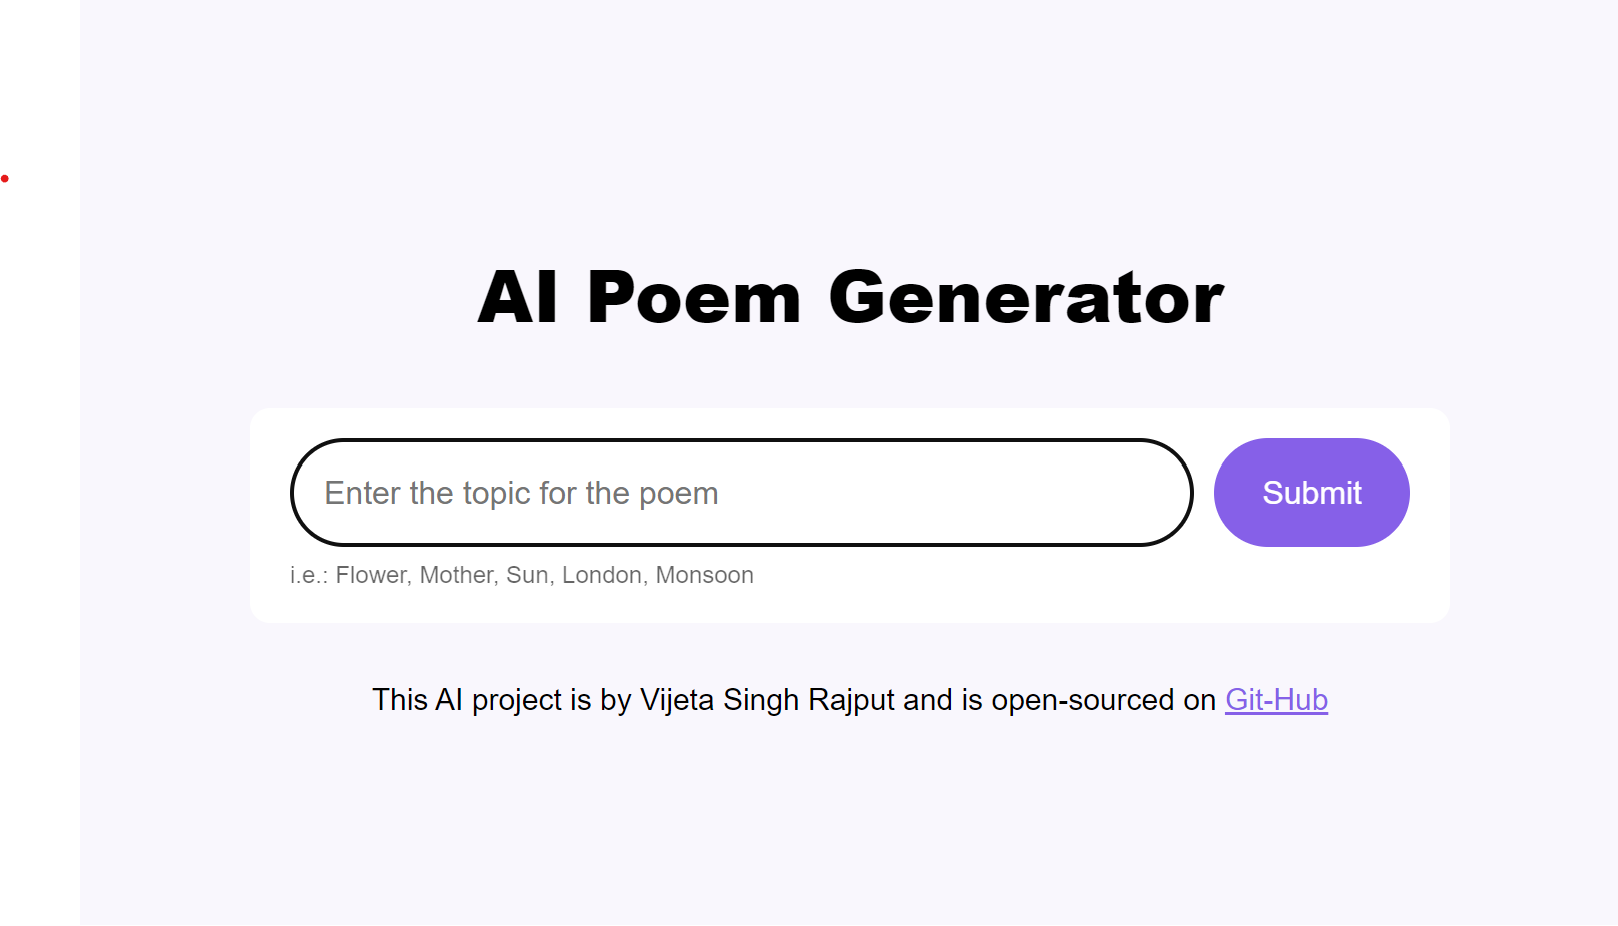 AI Poem Generator
Enter the topic for the poem
Submit
i.e.: Flower, Mother, Sun, London, Monsoon
This AI project is by Vijeta Singh Rajput and is open-sourced on Git-Hub